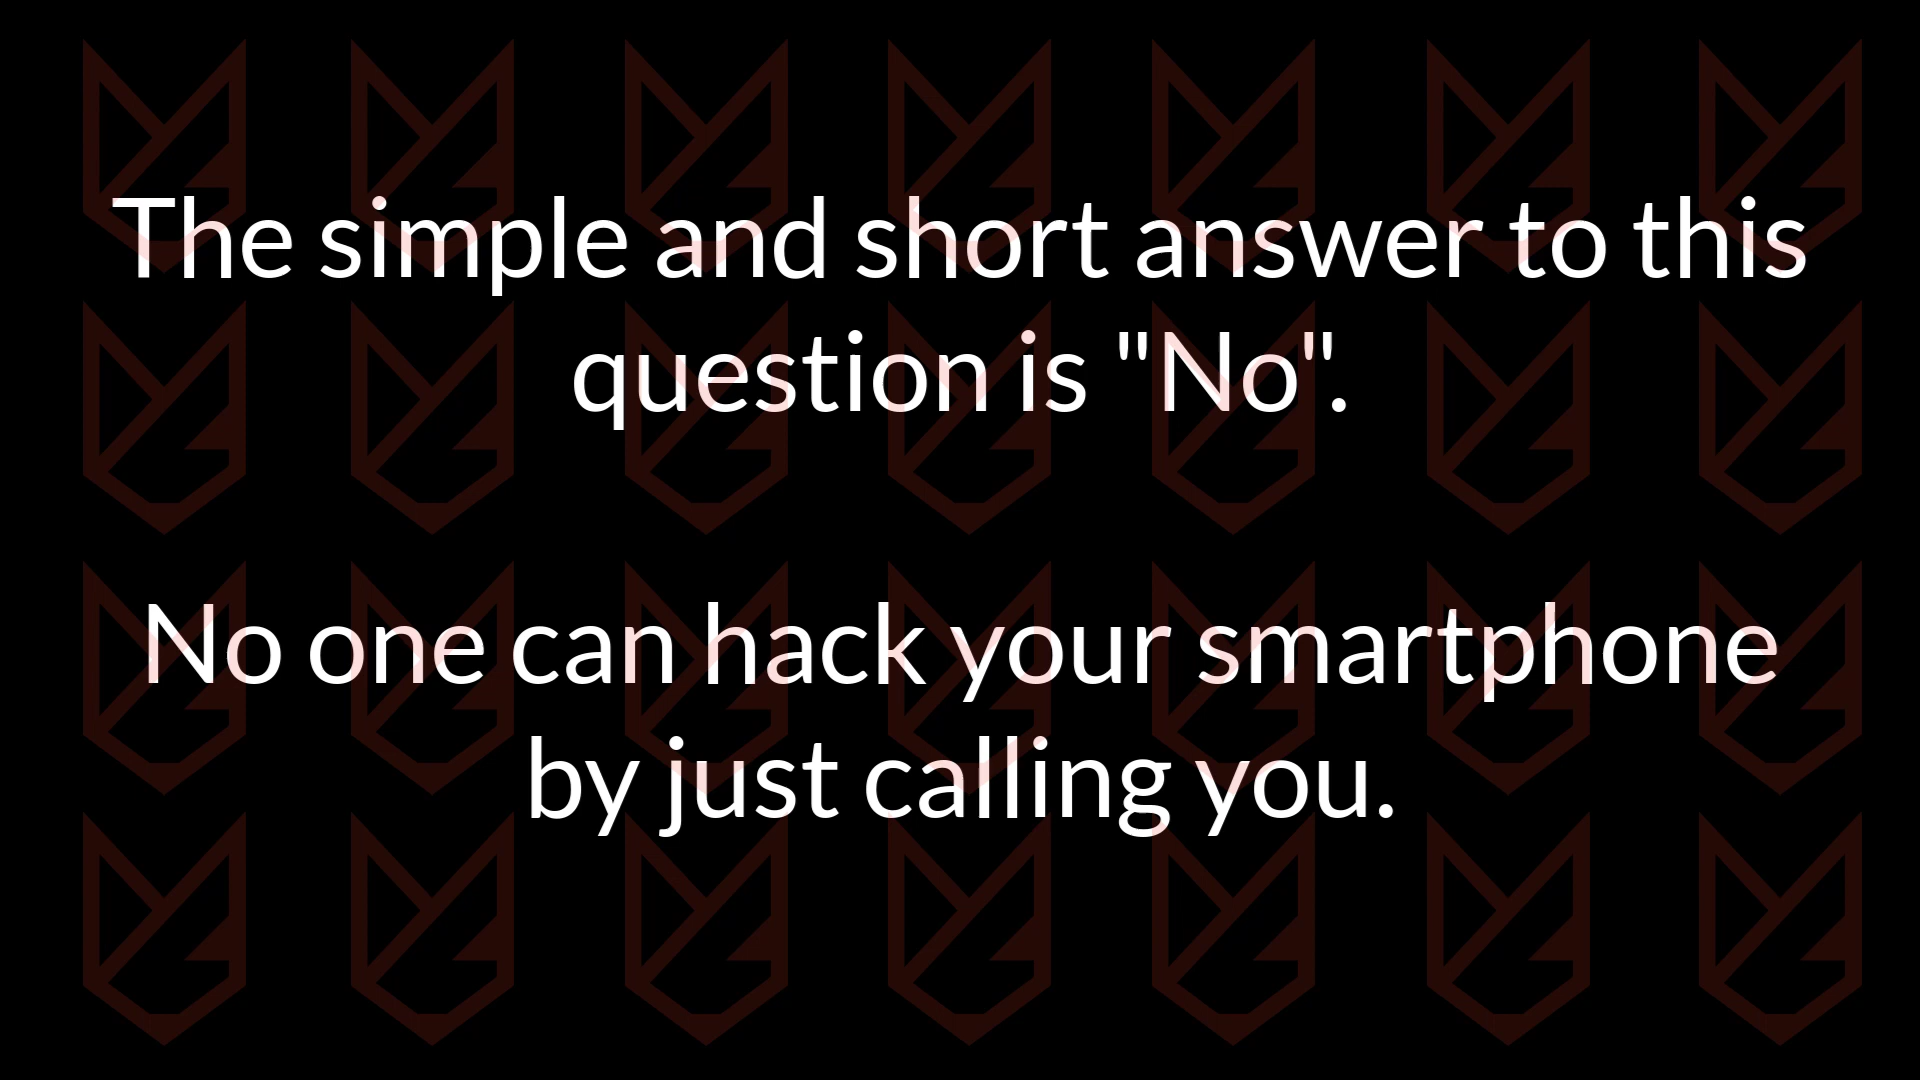 The simple and short answer to this
question is "No".
No one can hack your smartphone
by just calling you.